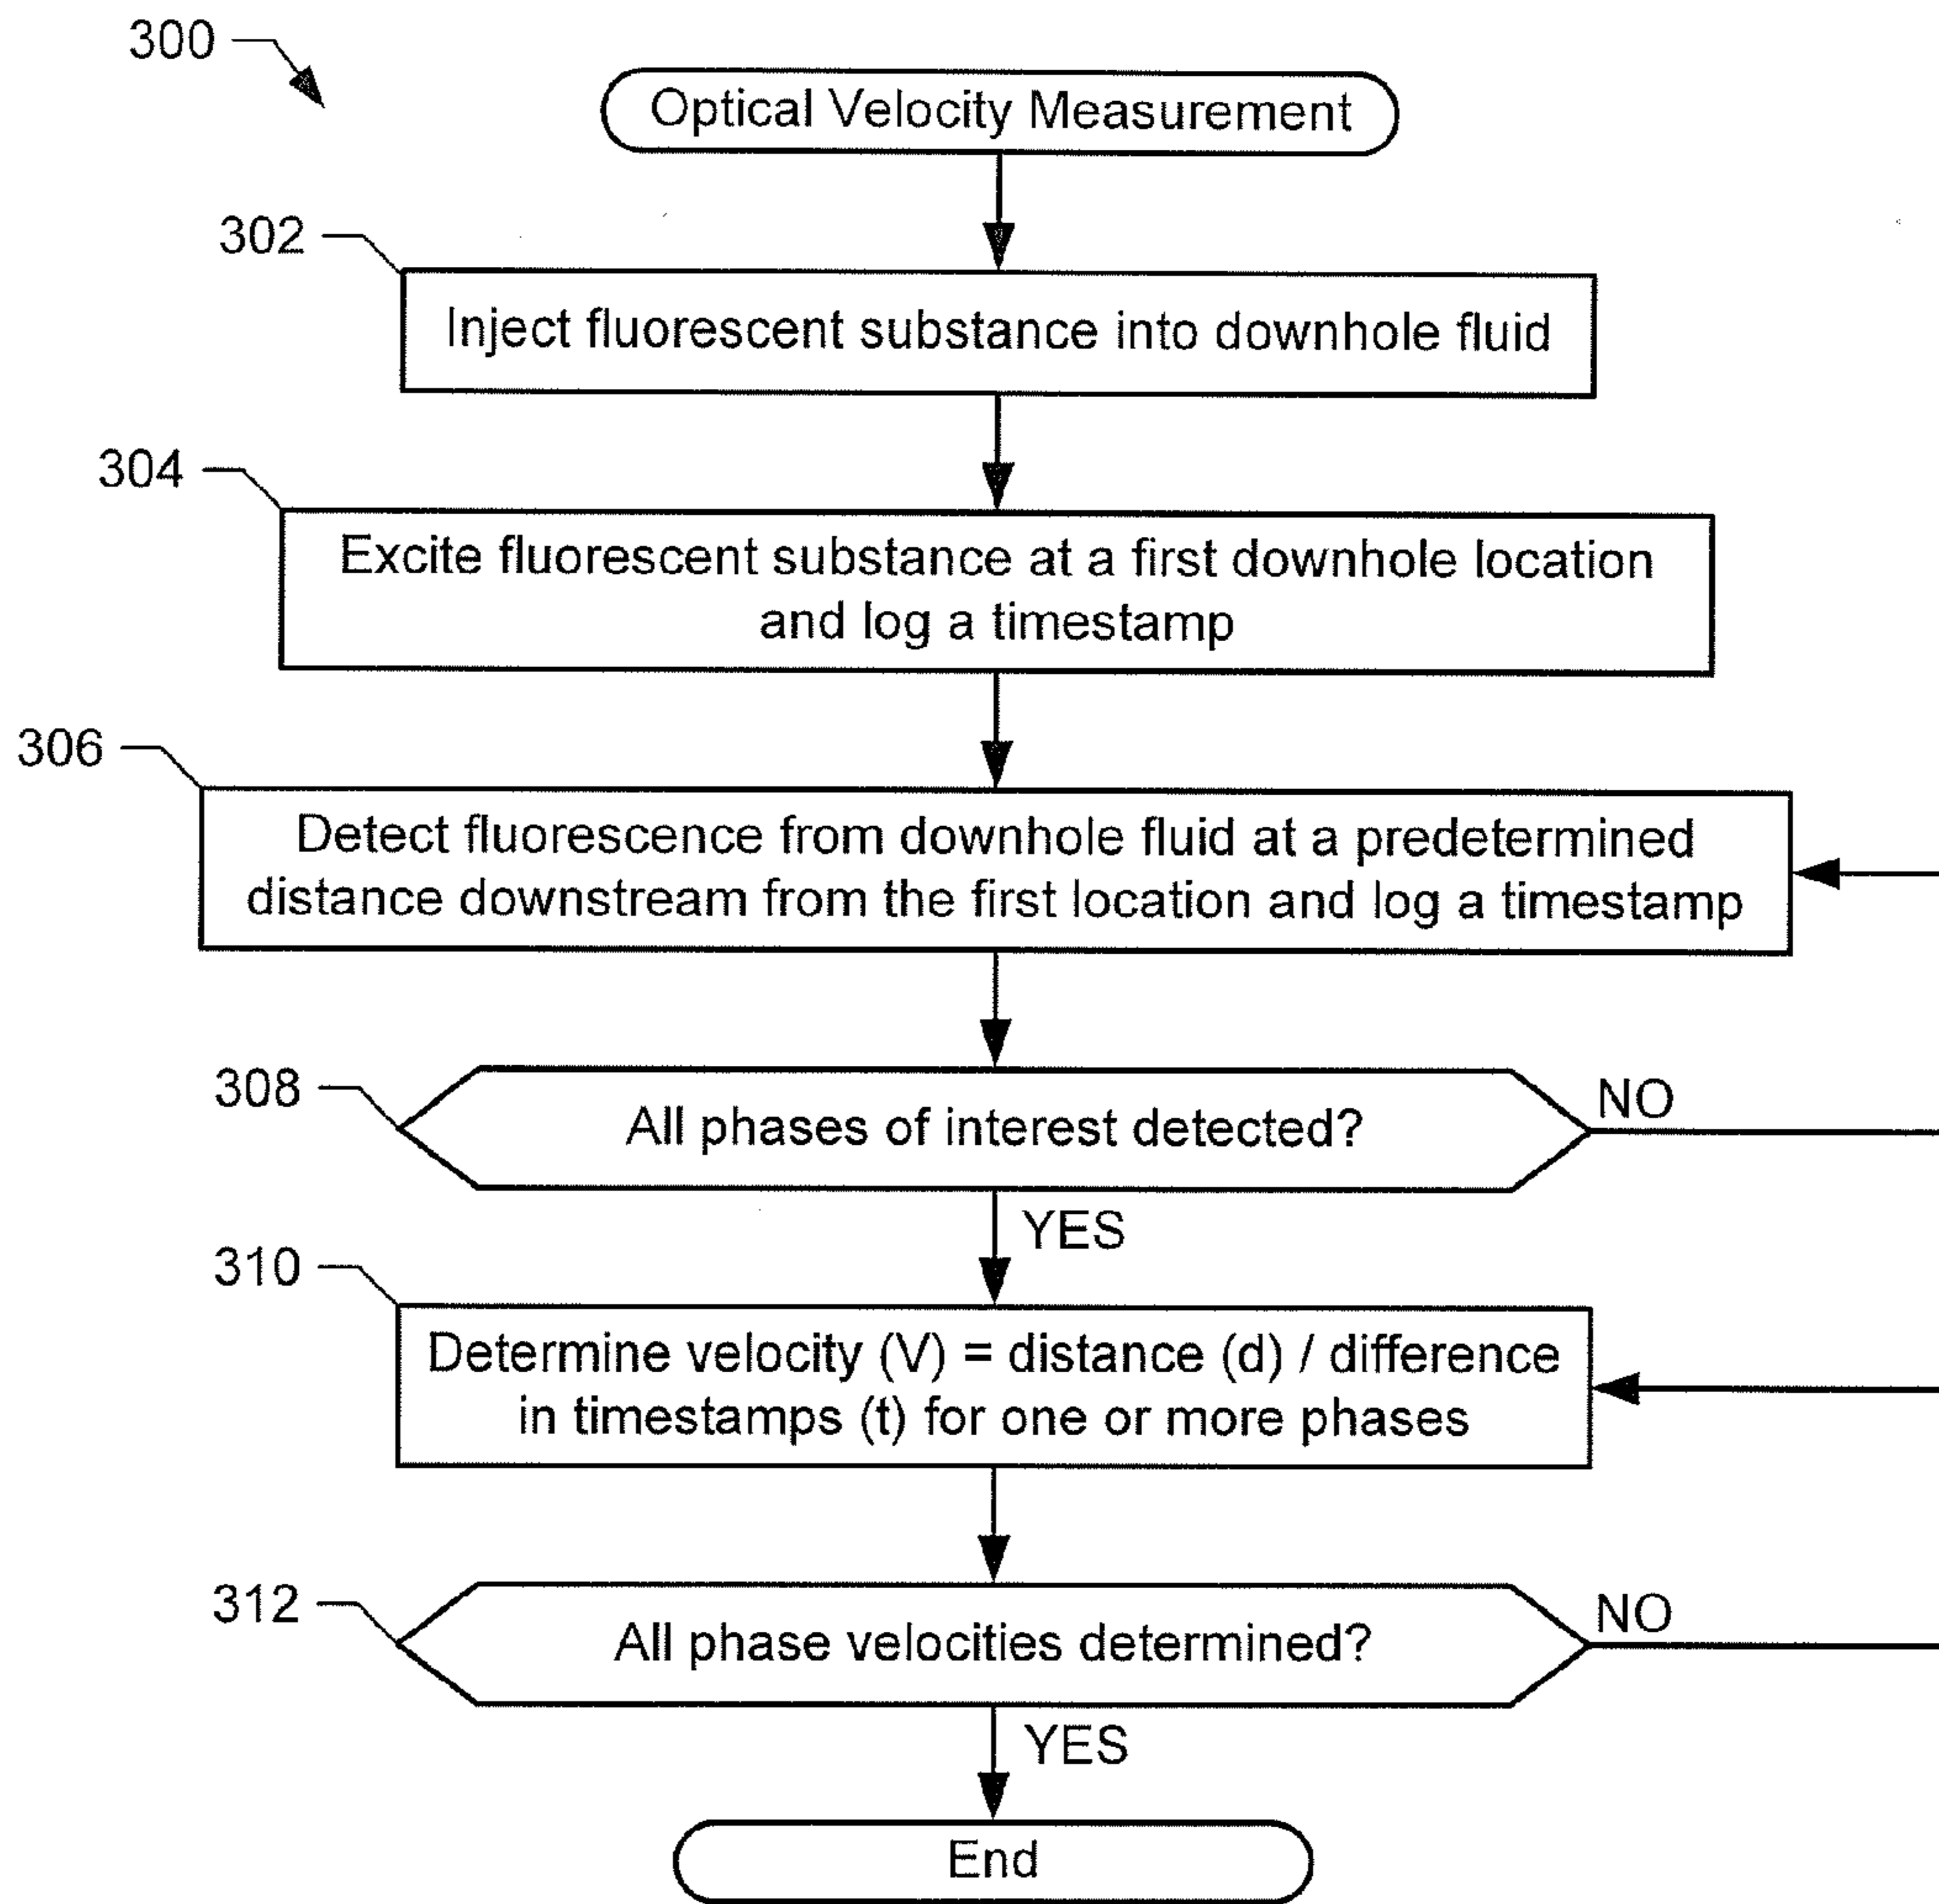 300
Optical Velocity Measurement
302
Inject fluorescent substance into downhole fluid
304
Excite fluorescent substance at a first downhole location
and log a timestamp
306
Detect fluorescence from downhole fluid at a predetermined
distance downstream from the first location and log a timestamp
308
All phases of interest detected?
NO
YES
310
Determine velocity (V) = distance (d) / difference
in timestamps (t) for one or more phases
312
All phase velocities determined?
NO
YES
End